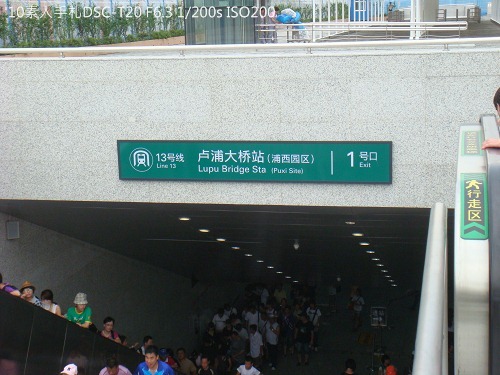 10素人手札DSC-T20 F6.3 1/200s ISO200
13号线 卢浦大桥站 (浦西园区) 1 号口
Line 13 Lupu Bridge Sta (Puxi Site) Exit
行走区